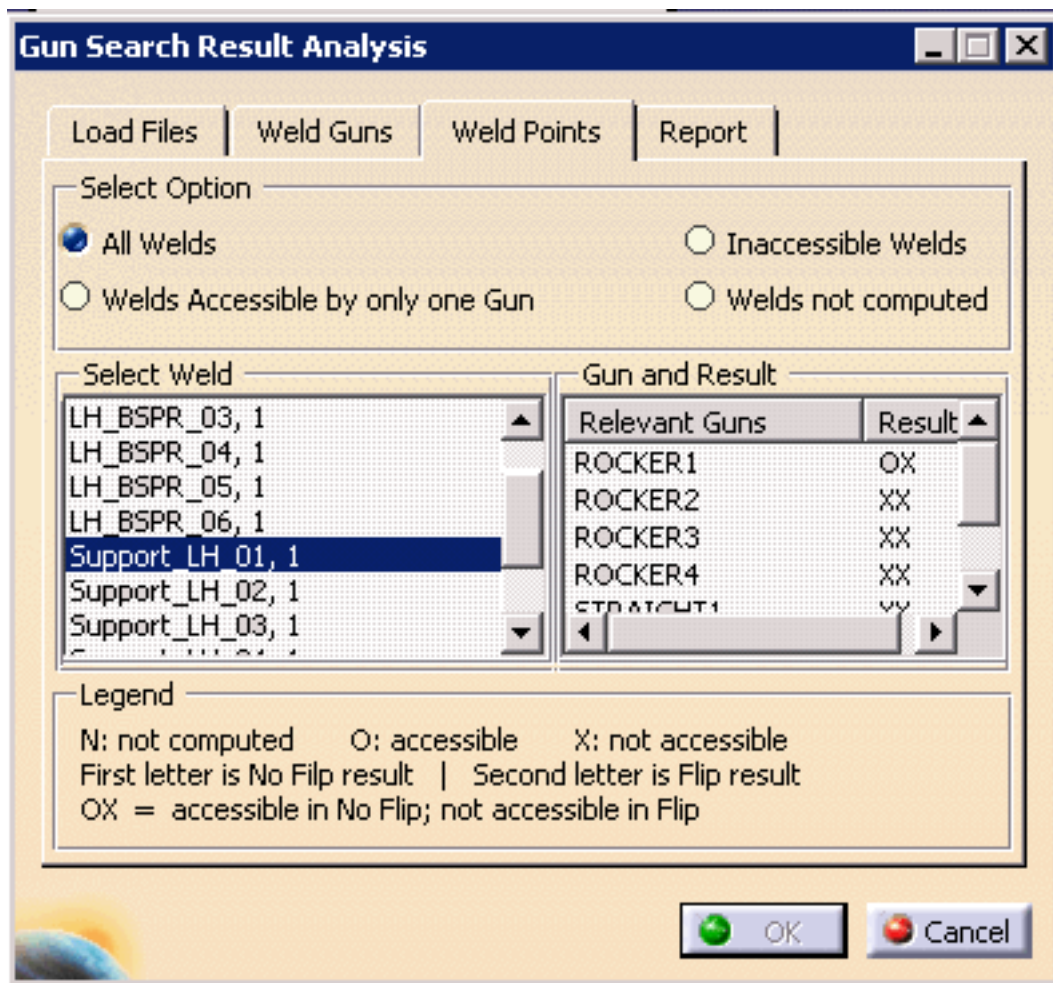 Gun Search Result Analysis
Load Files Weld Guns Weld Points Report
Select Option
All Welds Inaccessible Welds
Welds Accessible by only one Gun Welds not computed
Select Weld
LH_BSPR_03, 1
LH_BSPR_04, 1
LH_BSPR_05, 1
LH_BSPR_06, 1
Support_LH_01, 1
Support_LH_02, 1
Support_LH_03, 1
Gun and Result
Relevant Guns Result
ROCKER1 OX
ROCKER2 XX
ROCKER3 XX
ROCKER4 XX
STRAIGHT1 XX
Legend
N: not computed O: accessible X: not accessible
First letter is No Filp result | Second letter is Flip result
OX = accessible in No Flip; not accessible in Flip
OK Cancel